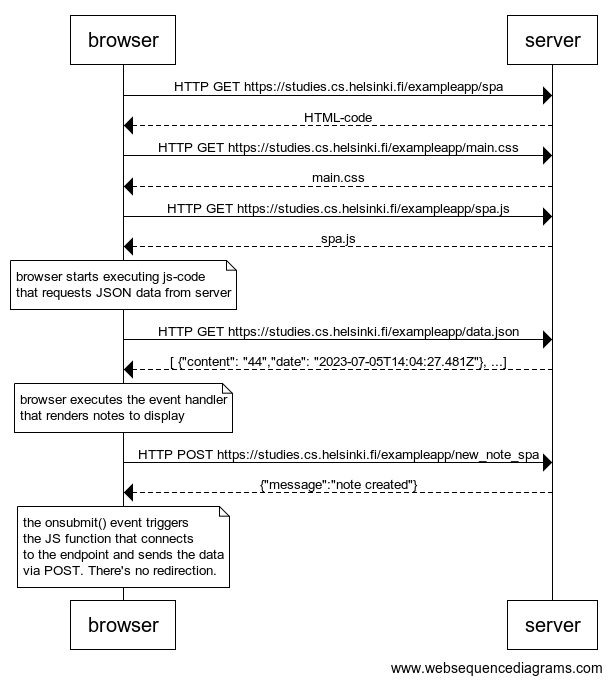 browser
server
HTTP GET https://studies.cs.helsinki.fi/exampleapp/spa
HTML-code
HTTP GET https://studies.cs.helsinki.fi/exampleapp/main.css
main.css
HTTP GET https://studies.cs.helsinki.fi/exampleapp/spa.js
spa.js
browser starts executing js-code
that requests JSON data from server
HTTP GET https://studies.cs.helsinki.fi/exampleapp/data.json
[ {"content": "44","date": "2023-07-05T14:04:27.481Z"}, ...]
browser executes the event handler
that renders notes to display
HTTP POST https://studies.cs.helsinki.fi/exampleapp/new_note_spa
{"message":"note created"}
the onsubmit() event triggers
the JS function that connects
to the endpoint and sends the data
via POST. There's no redirection.
browser
server
www.websequencediagrams.com